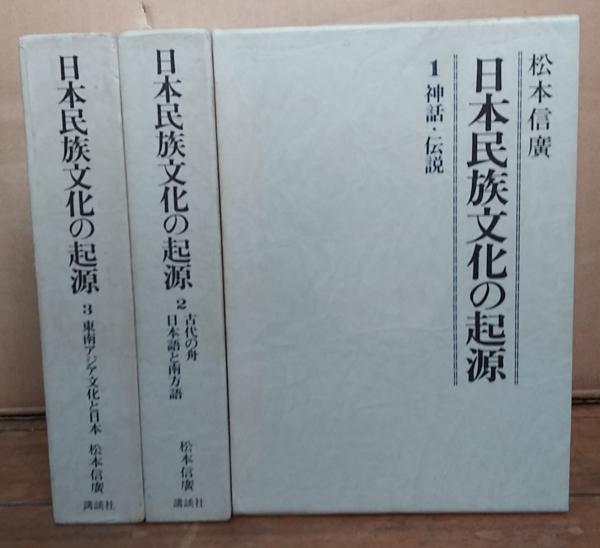 松本信廣
日本民族文化の起源
1 神話・伝説
日本民族文化の起源
2 古代の舟
日本語と南方語
松本信廣
講談社
日本民族文化の起源
3 東南アジア文化と日本
松本信廣
講談社